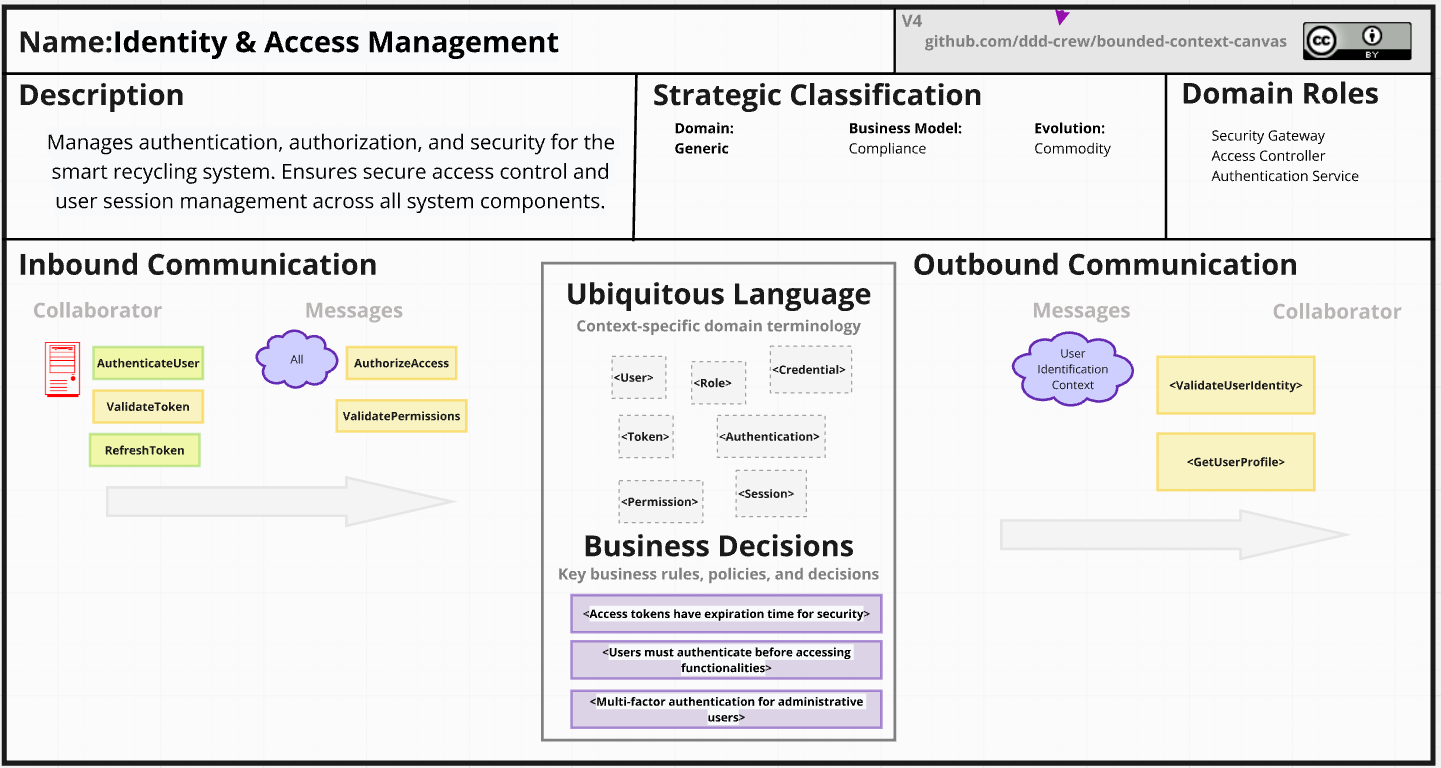 Name:Identity & Access Management
V4
github.com/ddd-crew/bounded-context-canvas
cc
BY
Description
Manages authentication, authorization, and security for the
smart recycling system. Ensures secure access control and
user session management across all system components.
Strategic Classification
Domain:
Generic
Business Model:
Compliance
Evolution:
Commodity
Domain Roles
Security Gateway
Access Controller
Authentication Service
Inbound Communication
Collaborator
Messages
AuthenticateUser
ValidateToken
RefreshToken
All
AuthorizeAccess
ValidatePermissions
Ubiquitous Language
Context-specific domain terminology
<User>
<Role>
<Credential>
<Token>
<Authentication>
<Permission>
<Session>
Business Decisions
Key business rules, policies, and decisions
<Access tokens have expiration time for security>
<Users must authenticate before accessing
functionalities>
<Multi-factor authentication for administrative
users>
Outbound Communication
Messages
Collaborator
User
Identification
Context
<ValidateUserIdentity>
<GetUserProfile>